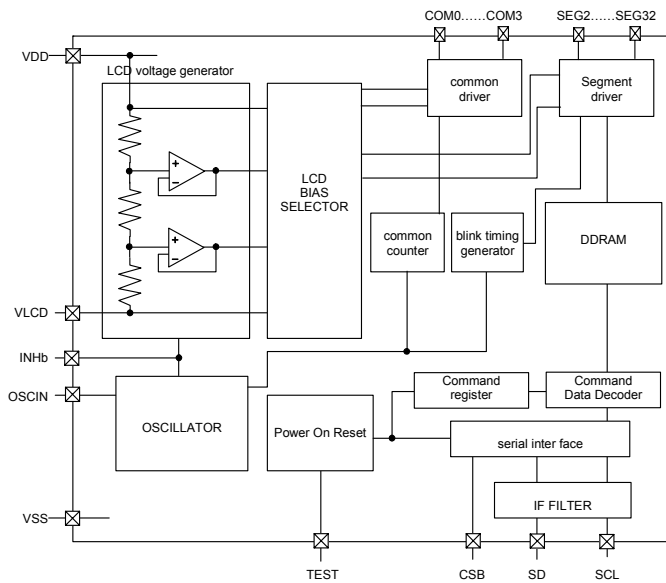 COM0……COM3
SEG2……SEG32
VDD
LCD voltage generator
common
driver
Segment
driver
+
−
LCD
BIAS
SELECTOR
+
−
common
counter
blink timing
generator
DDRAM
VLCD
INHb
OSCIN
OSCILLATOR
Power On Reset
Command
register
Command
Data Decoder
serial inter face
IF FILTER
VSS
TEST
CSB
SD
SCL